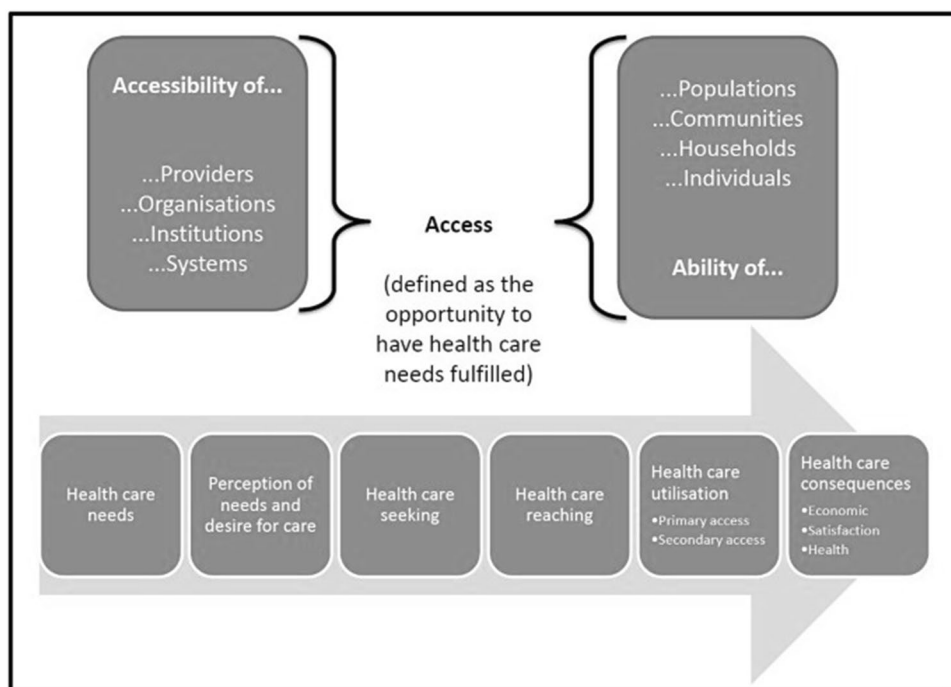 Accessibility of...
...Providers
...Organisations
...Institutions
...Systems
Access
(defined as the
opportunity to
have health care
needs fulfilled)
...Populations
...Communities
...Households
...Individuals
Ability of...
Health care
needs
Perception of
needs and
desire for care
Health care
seeking
Health care
reaching
Health care
utilisation
•Primary access
•Secondary access
Health care
consequences
•Economic
•Satisfaction
•Health